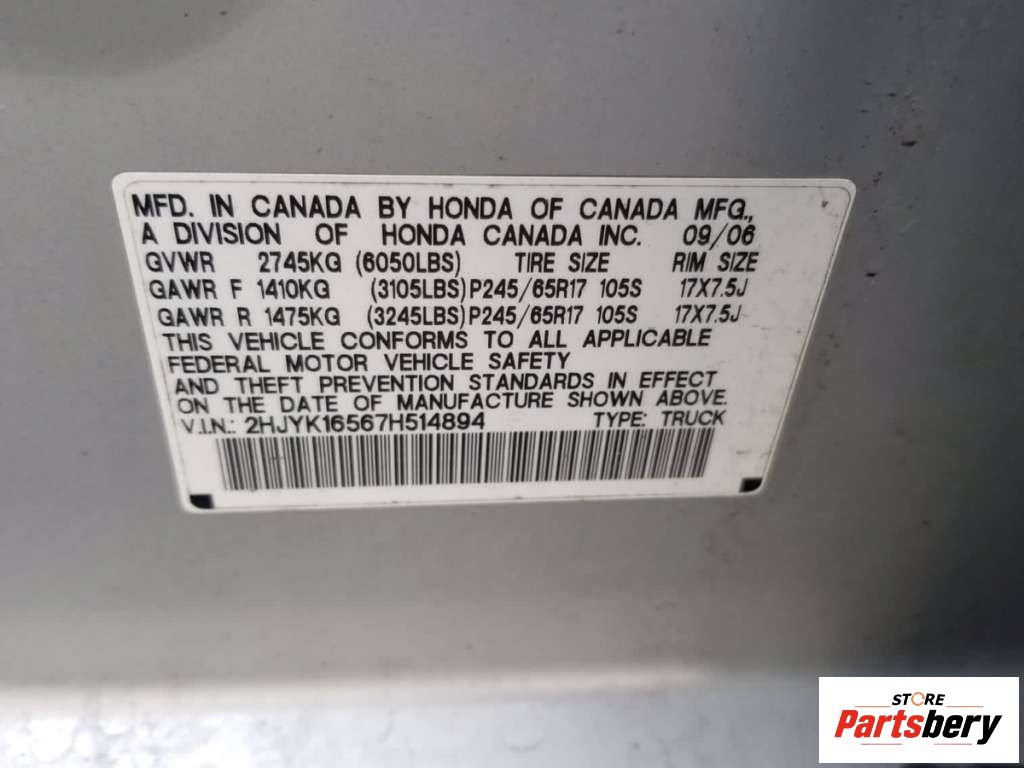 MFD. IN CANADA BY HONDA OF CANADA MFG.,
A DIVISION OF HONDA CANADA INC. 09/06
GVWR 2745KG (6050LBS) TIRE SIZE RIM SIZE
GAWR F 1410KG (3105LBS) P245/65R17 105S 17X7.5J
GAWR R 1475KG (3245LBS) P245/65R17 105S 17X7.5J
THIS VEHICLE CONFORMS TO ALL APPLICABLE
FEDERAL MOTOR VEHICLE SAFETY
AND THEFT PREVENTION STANDARDS IN EFFECT
ON THE DATE OF MANUFACTURE SHOWN ABOVE.
V.I.N.: 2HJYK16567H514894 TYPE: TRUCK
STORE
Partsbery